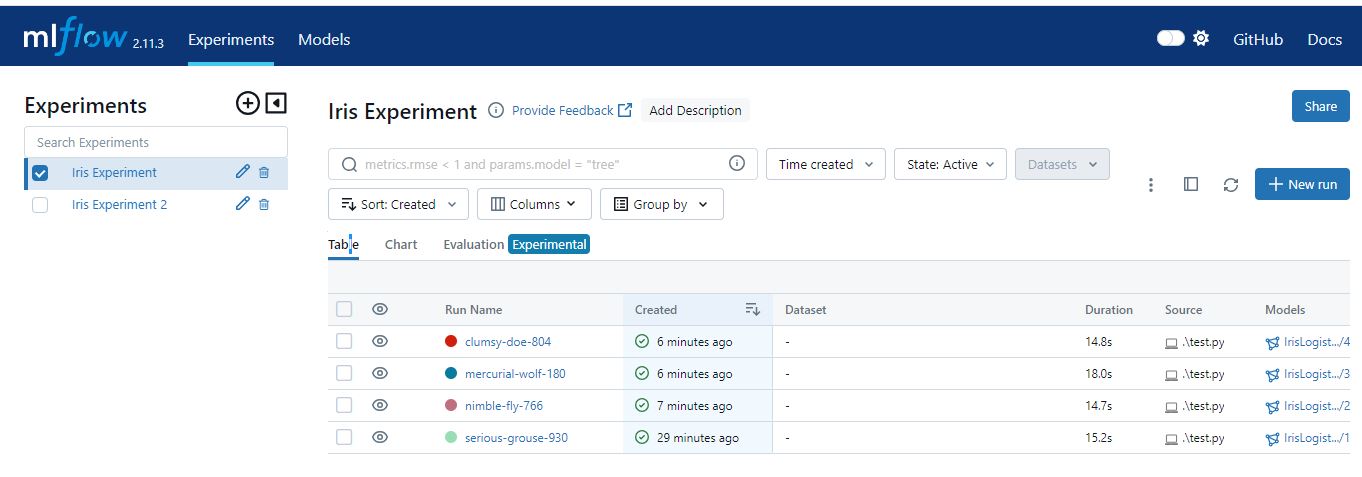 mlflow 2.11.3 Experiments Models GitHub Docs
Experiments
Search Experiments
Iris Experiment
Iris Experiment 2
Iris Experiment Provide Feedback Add Description Share
metrics.rmse < 1 and params.model = "tree" Time created State: Active Datasets
New run
Sort: Created Columns Group by
Table Chart Evaluation Experimental
Run Name Created Dataset Duration Source Models
clumsy-doe-804 6 minutes ago - 14.8s .\test.py IrisLogist.../4
mercurial-wolf-180 6 minutes ago - 18.0s .\test.py IrisLogist.../3
nimble-fly-766 7 minutes ago - 14.7s .\test.py IrisLogist.../2
serious-grouse-930 29 minutes ago - 15.2s .\test.py IrisLogist.../1